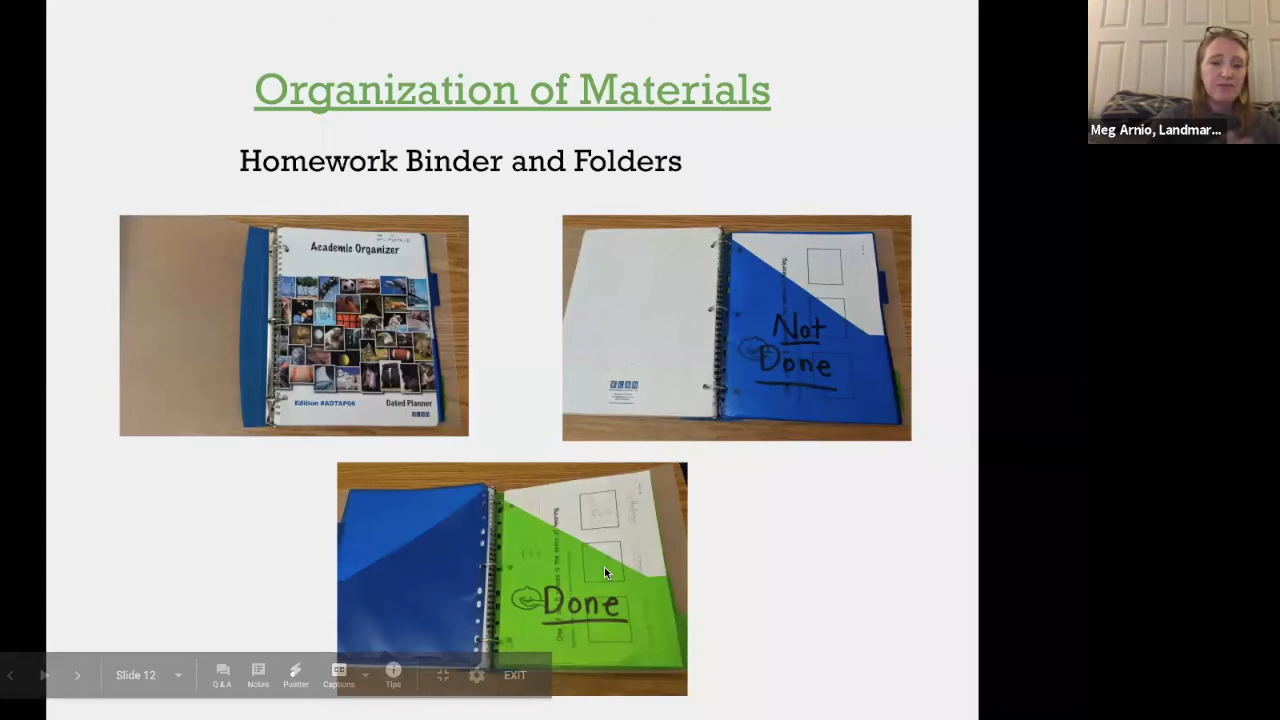 Organization of Materials
Homework Binder and Folders
Meg Arnio, Landmar...
Academic Organizer
Edition #ADTAP08 Dated Planner
ELAN
Not
Done
Done
Slide 12
Q & A
Notes
Pointer
Captions
Tips
EXIT